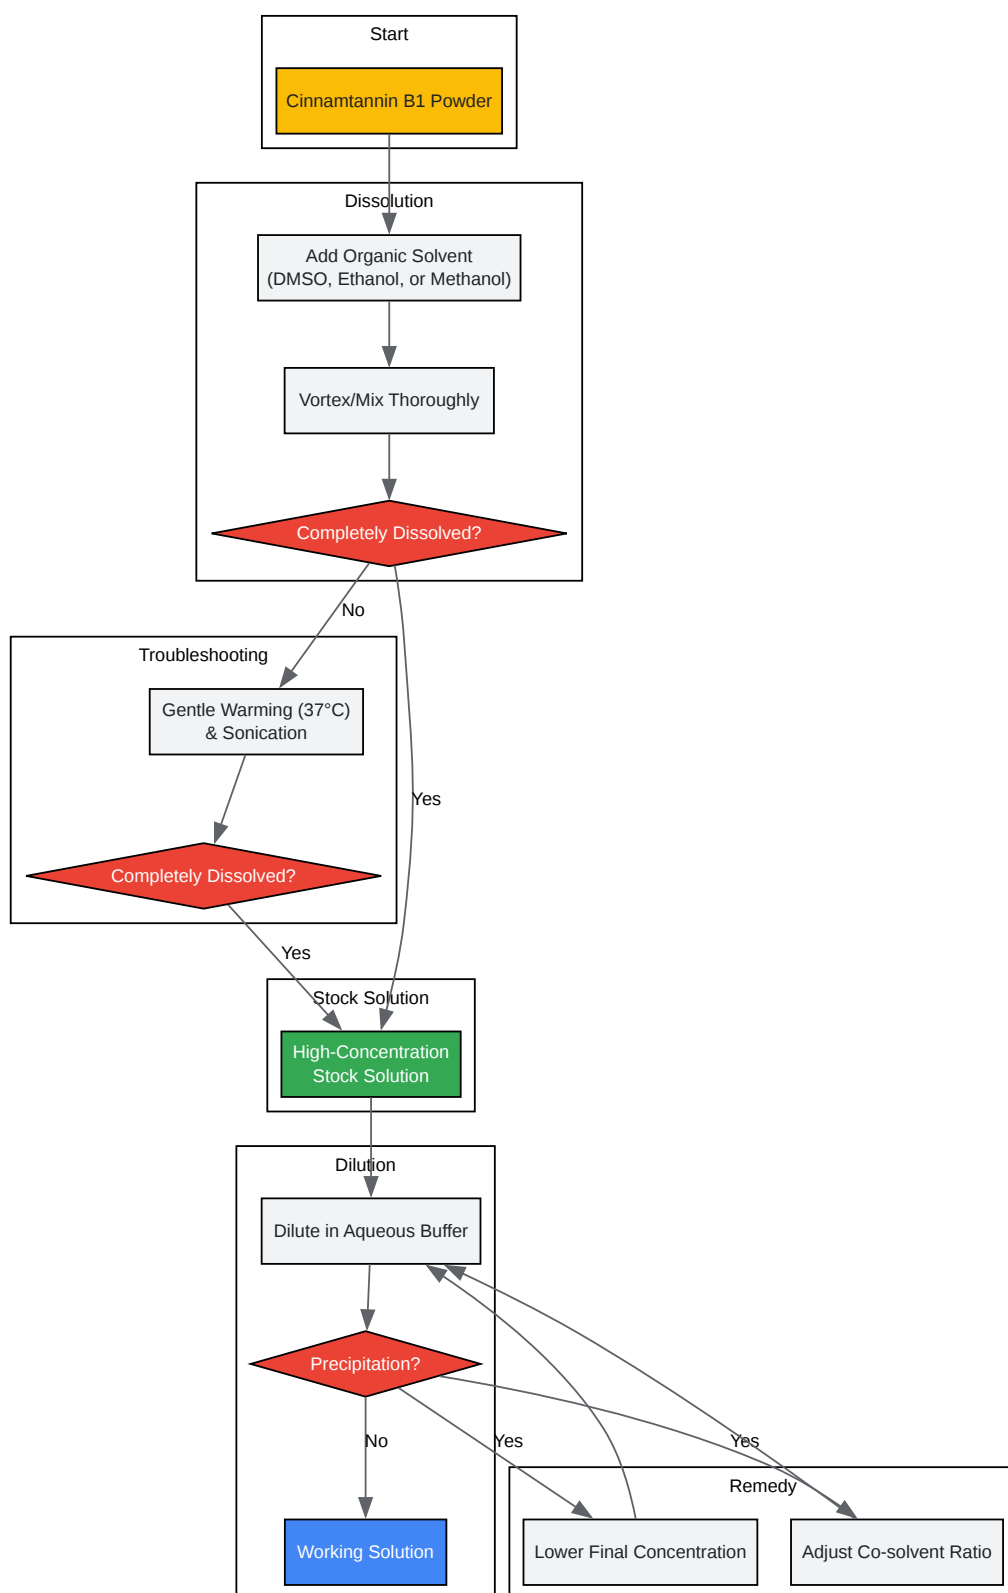 Start
Cinnamtannin B1 Powder
Dissolution
Add Organic Solvent
(DMSO, Ethanol, or Methanol)
Vortex/Mix Thoroughly
Completely Dissolved?
No
Troubleshooting
Gentle Warming (37°C)
& Sonication
Yes
Completely Dissolved?
Yes
Stock Solution
High-Concentration
Stock Solution
Dilution
Dilute in Aqueous Buffer
Precipitation?
No
Yes
Yes
Remedy
Working Solution
Lower Final Concentration
Adjust Co-solvent Ratio